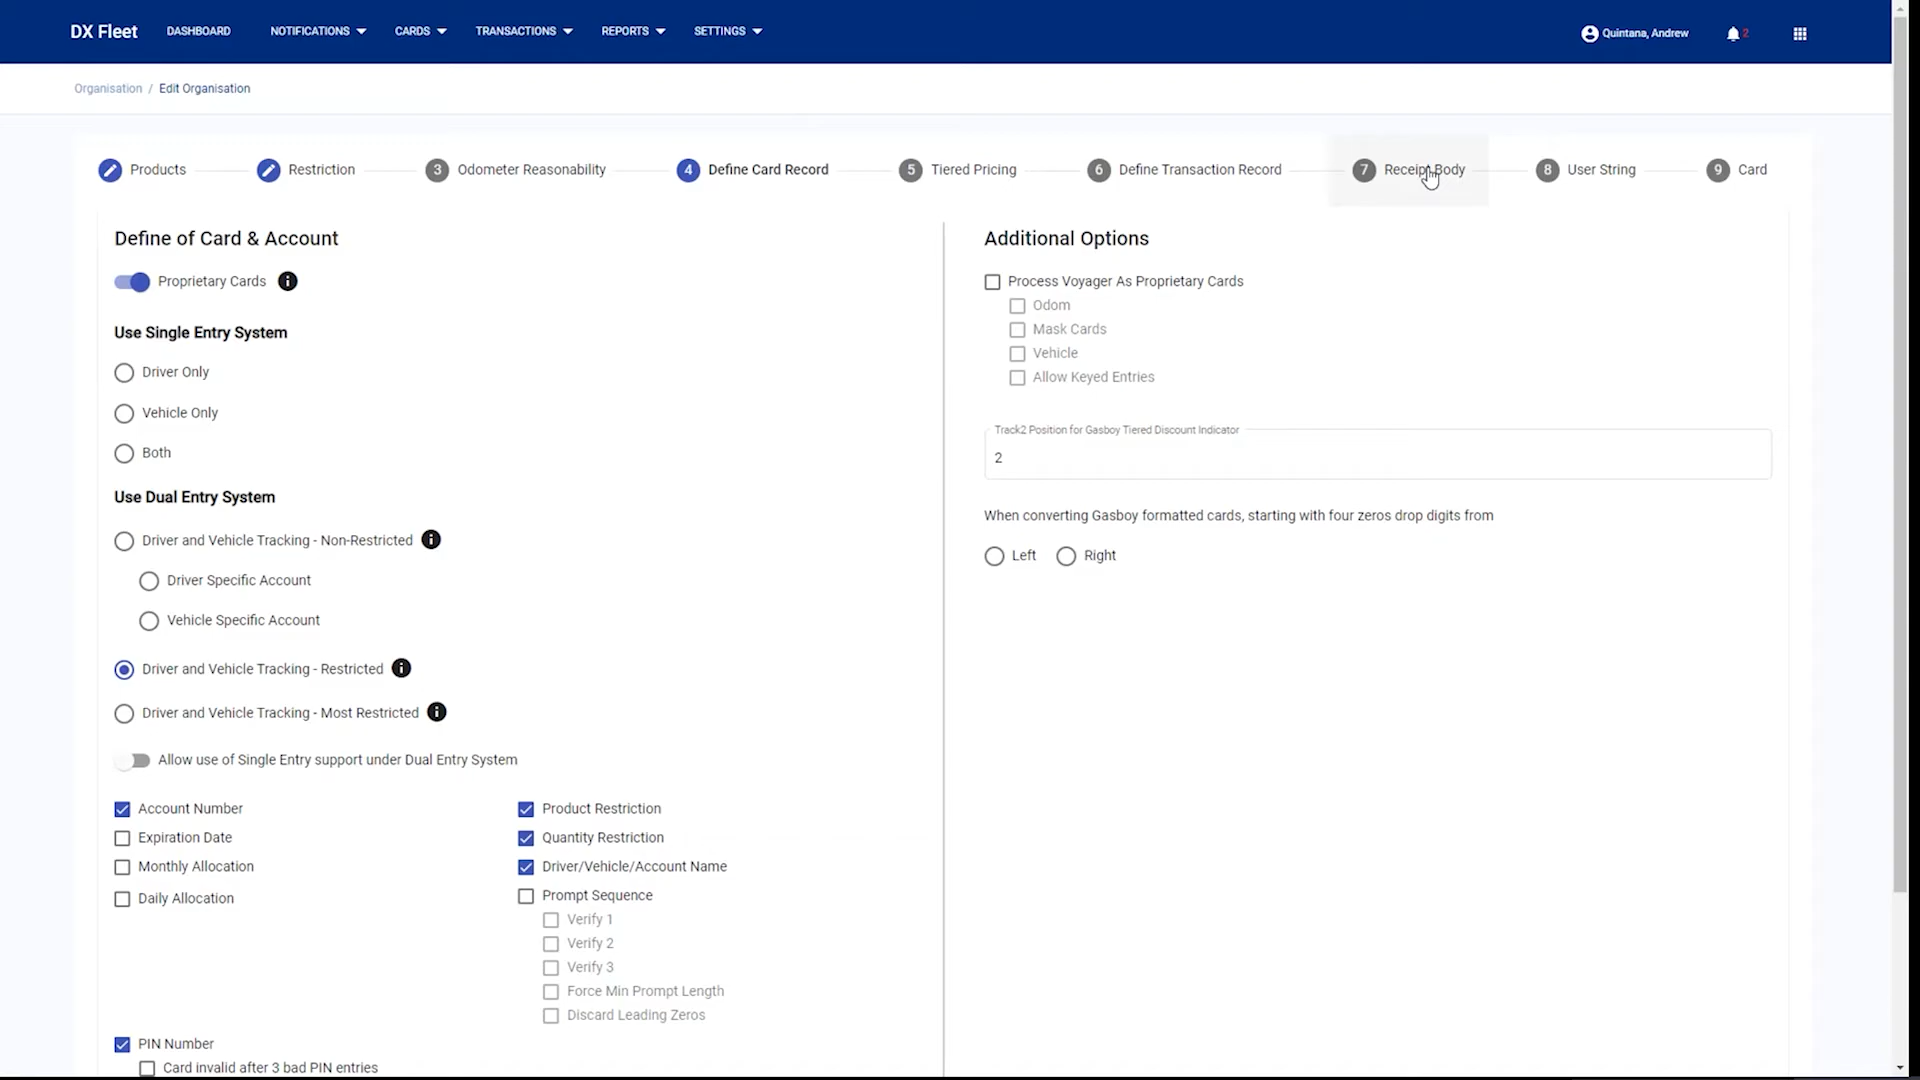 DX Fleet DASHBOARD NOTIFICATIONS CARDS TRANSACTIONS REPORTS SETTINGS Quintana, Andrew 2
Organisation / Edit Organisation
Products Restriction 3 Odometer Reasonability 4 Define Card Record 5 Tiered Pricing 6 Define Transaction Record 7 Receipt Body 8 User String 9 Card
Define of Card & Account
Proprietary Cards
Use Single Entry System
Driver Only
Vehicle Only
Both
Use Dual Entry System
Driver and Vehicle Tracking - Non-Restricted
Driver Specific Account
Vehicle Specific Account
Driver and Vehicle Tracking - Restricted
Driver and Vehicle Tracking - Most Restricted
Allow use of Single Entry support under Dual Entry System
Account Number
Expiration Date
Monthly Allocation
Daily Allocation
Product Restriction
Quantity Restriction
Driver/Vehicle/Account Name
Prompt Sequence
Verify 1
Verify 2
Verify 3
Force Min Prompt Length
Discard Leading Zeros
PIN Number
Card invalid after 3 bad PIN entries
Additional Options
Process Voyager As Proprietary Cards
Odom
Mask Cards
Vehicle
Allow Keyed Entries
Track2 Position for Gasboy Tiered Discount Indicator
2
When converting Gasboy formatted cards, starting with four zeros drop digits from
Left Right